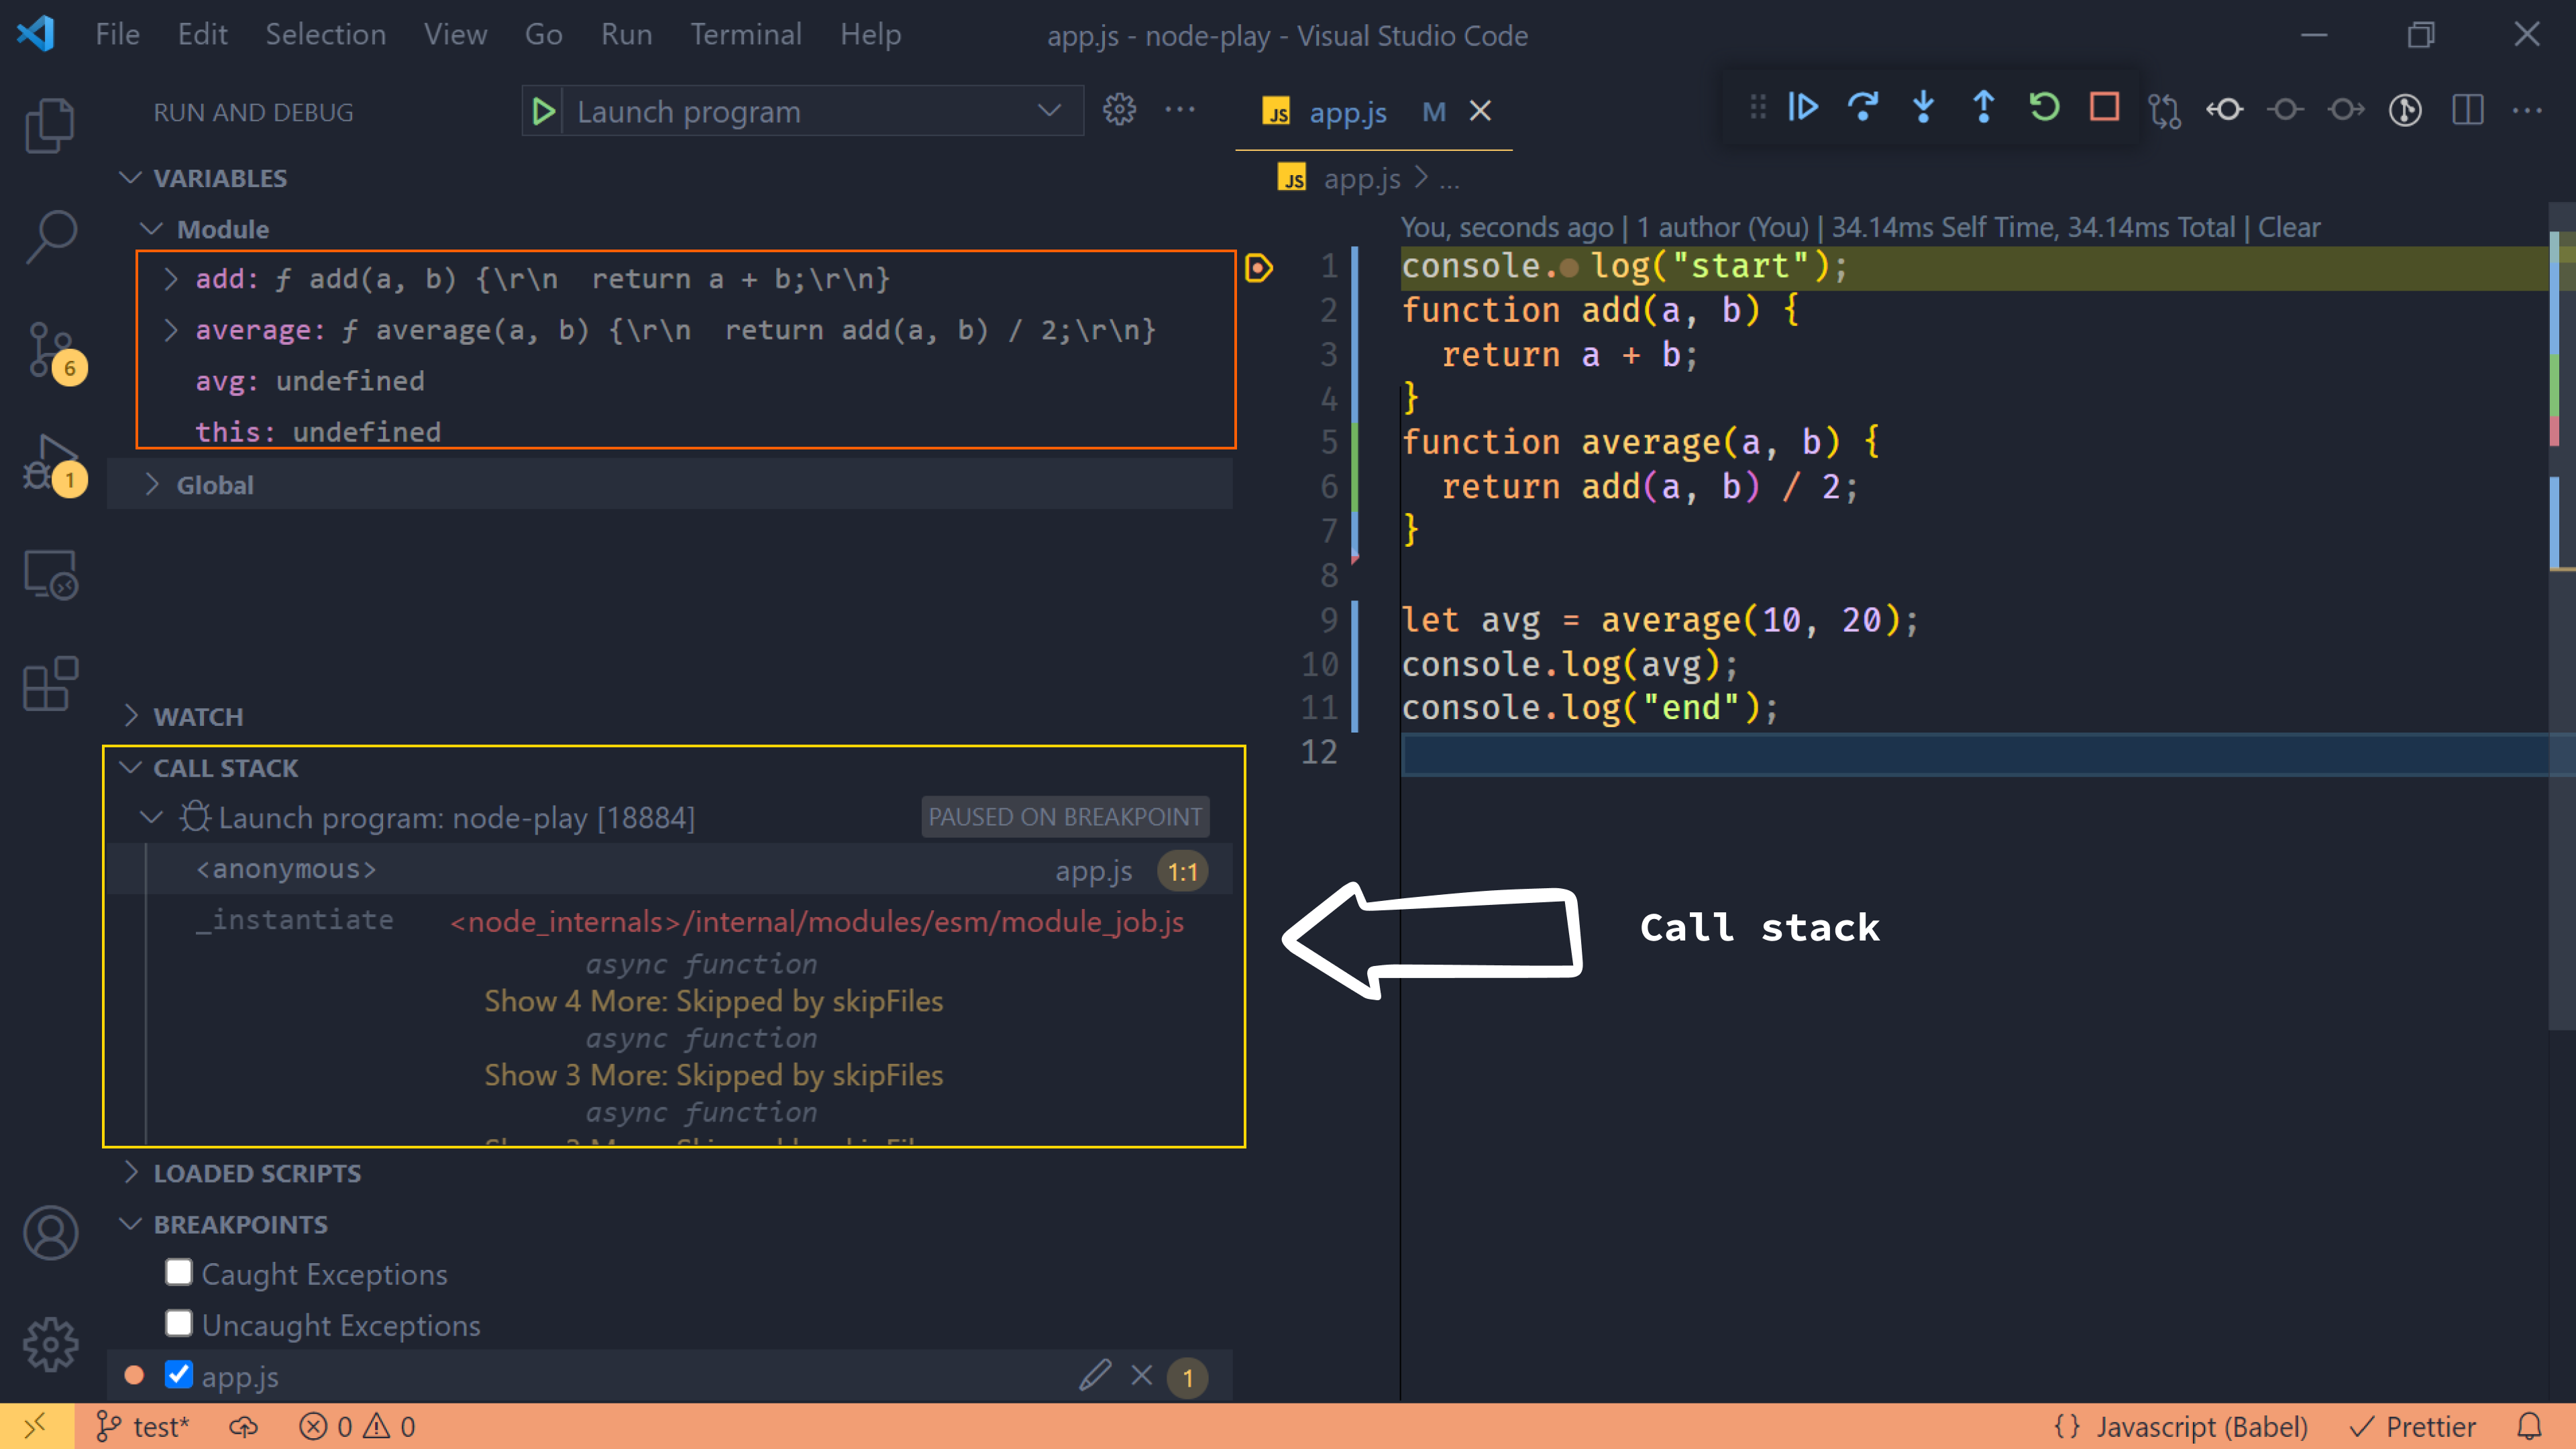 File Edit Selection View Go Run Terminal Help app.js - node-play - Visual Studio Code
RUN AND DEBUG
Launch program
VARIABLES
Module
add: ƒ add(a, b) {\r\n  return a + b;\r\n}
average: ƒ average(a, b) {\r\n  return add(a, b) / 2;\r\n}
avg: undefined
this: undefined
Global
WATCH
CALL STACK
Launch program: node-play [18884] PAUSED ON BREAKPOINT
<anonymous> app.js 1:1
_instantiate <node_internals>/internal/modules/esm/module_job.js
async function
Show 4 More: Skipped by skipFiles
async function
Show 3 More: Skipped by skipFiles
async function
LOADED SCRIPTS
BREAKPOINTS
Caught Exceptions
Uncaught Exceptions
app.js 1
6
1
JS app.js M
JS app.js > ...
You, seconds ago | 1 author (You) | 34.14ms Self Time, 34.14ms Total | Clear
1 console.log("start");
2 function add(a, b) {
3   return a + b;
4 }
5 function average(a, b) {
6   return add(a, b) / 2;
7 }
8
9 let avg = average(10, 20);
10 console.log(avg);
11 console.log("end");
12
Call stack
test* 0 0 {} Javascript (Babel) Prettier